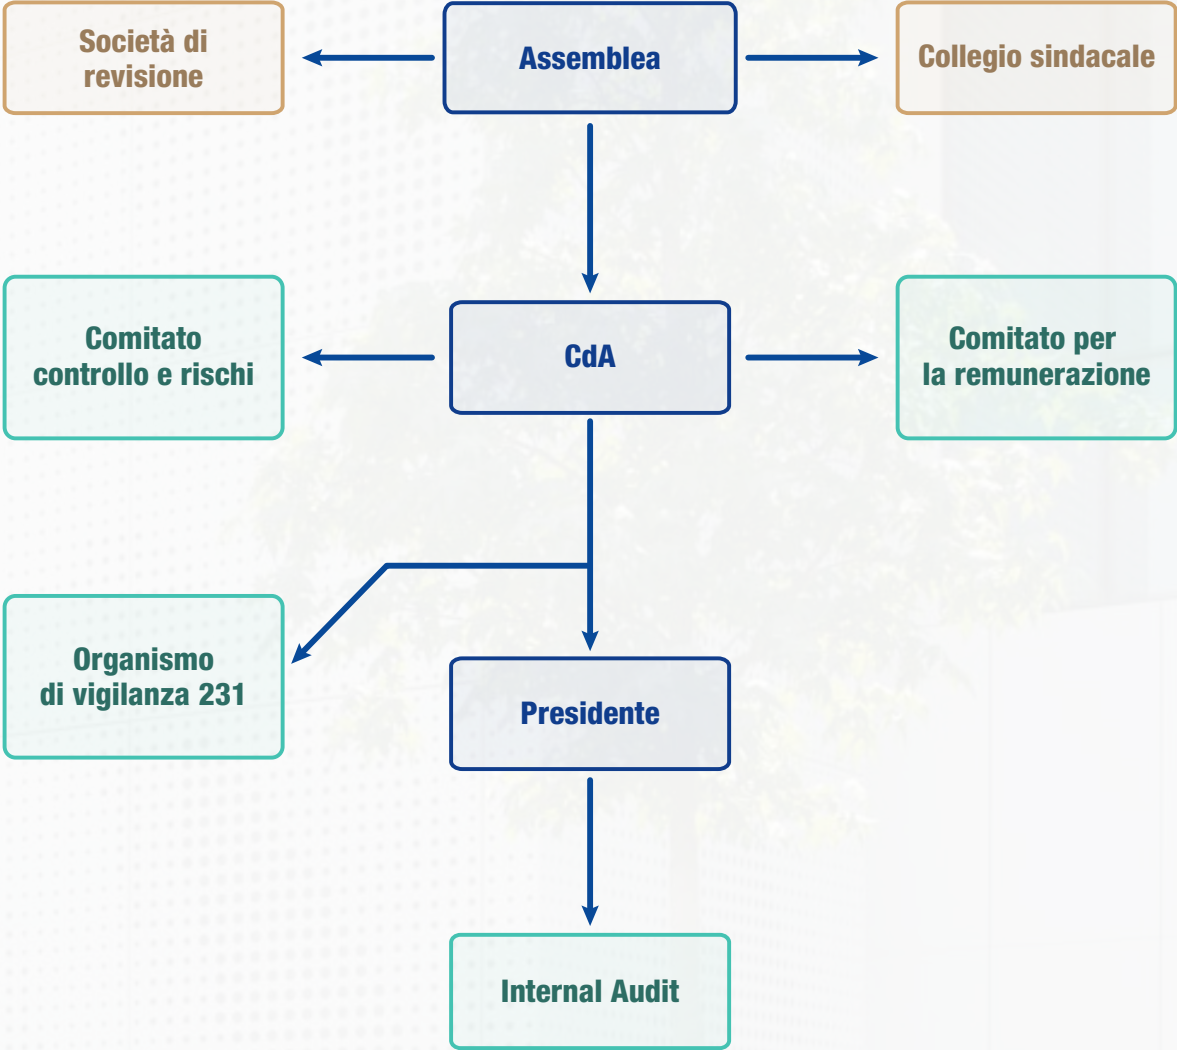 Società di
revisione
Assemblea
Collegio sindacale
Comitato
controllo e rischi
CdA
Comitato per
la remunerazione
Organismo
di vigilanza 231
Presidente
Internal Audit